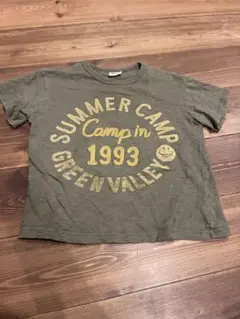 SUMMER CAMP
Camp in
1993
GREEN VALLEY